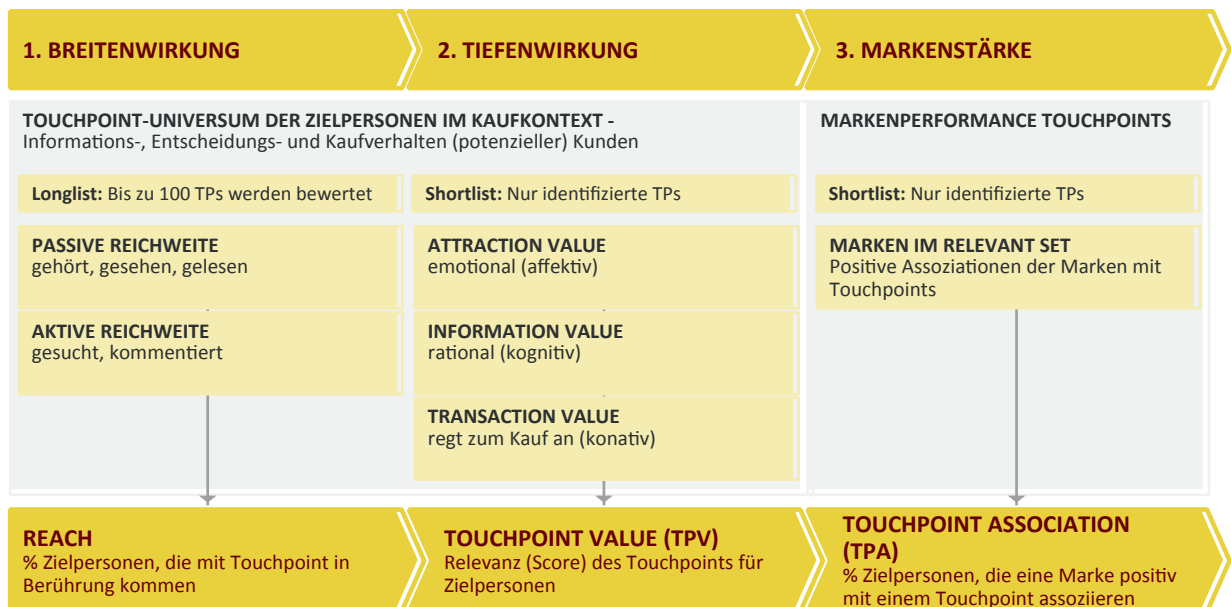 1. BREITENWIRKUNG
2. TIEFENWIRKUNG
3. MARKENSTÄRKE
TOUCHPOINT-UNIVERSUM DER ZIELPERSONEN IM KAUFKONTEXT -
Informations-, Entscheidungs- und Kaufverhalten (potenzieller) Kunden
MARKENPERFORMANCE TOUCHPOINTS
Longlist: Bis zu 100 TPs werden bewertet
Shortlist: Nur identifizierte TPs
Shortlist: Nur identifizierte TPs
PASSIVE REICHWEITE
gehört, gesehen, gelesen
AKTIVE REICHWEITE
gesucht, kommentiert
ATTRACTION VALUE
emotional (affektiv)
INFORMATION VALUE
rational (kognitiv)
TRANSACTION VALUE
regt zum Kauf an (konativ)
MARKEN IM RELEVANT SET
Positive Assoziationen der Marken mit
Touchpoints
REACH
% Zielpersonen, die mit Touchpoint in
Berührung kommen
TOUCHPOINT VALUE (TPV)
Relevanz (Score) des Touchpoints für
Zielpersonen
TOUCHPOINT ASSOCIATION
(TPA)
% Zielpersonen, die eine Marke positiv
mit einem Touchpoint assoziieren